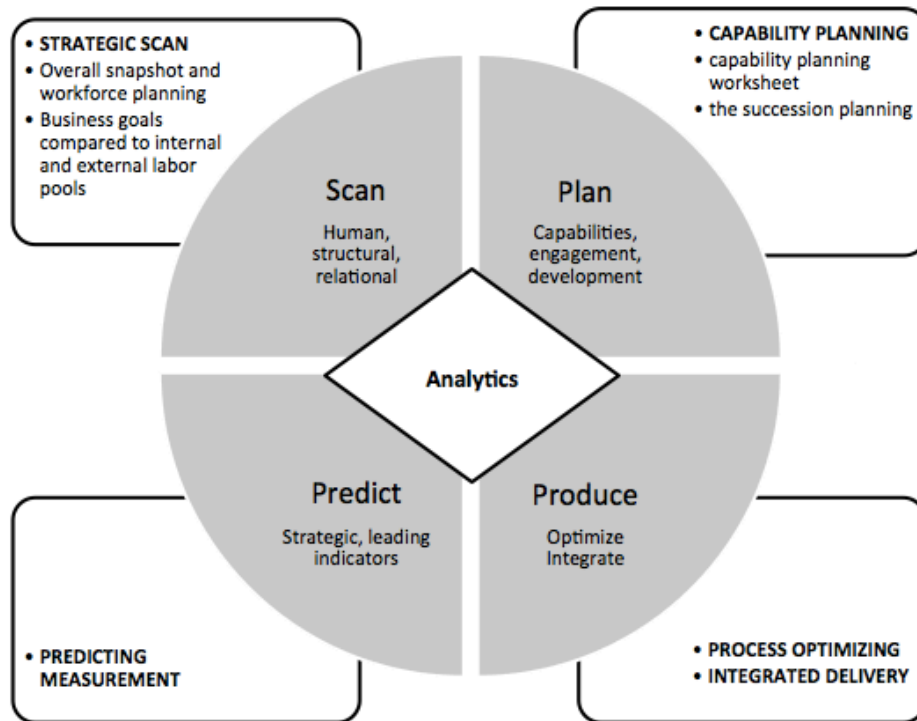 • STRATEGIC SCAN
• Overall snapshot and
workforce planning
• Business goals
compared to internal
and external labor
pools
• CAPABILITY PLANNING
• capability planning
worksheet
• the succession planning
Scan
Human,
structural,
relational
Plan
Capabilities,
engagement,
development
Analytics
Predict
Strategic, leading
indicators
Produce
Optimize
Integrate
• PREDICTING
MEASUREMENT
• PROCESS OPTIMIZING
• INTEGRATED DELIVERY